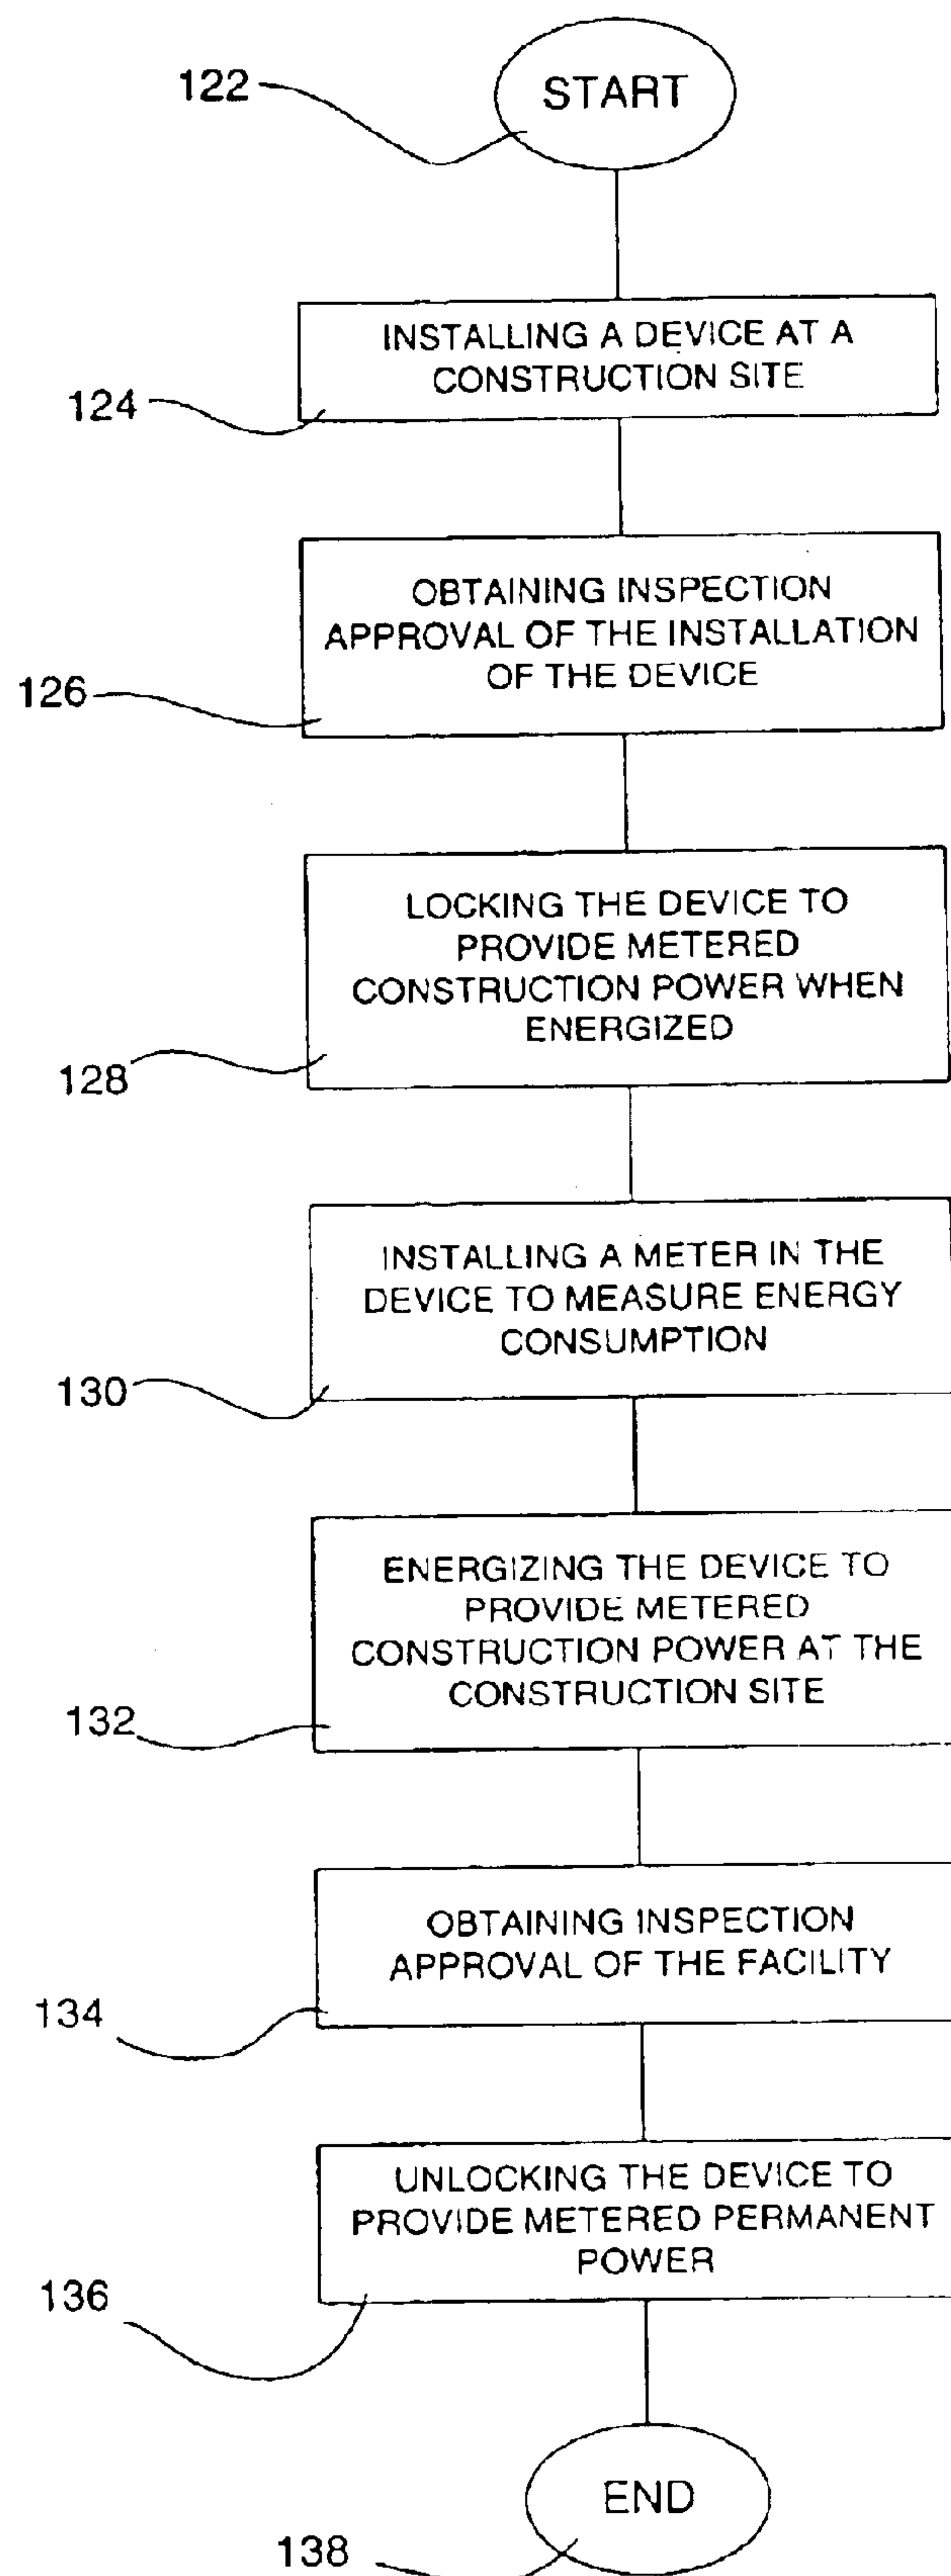 122
START
INSTALLING A DEVICE AT A
CONSTRUCTION SITE
124
OBTAINING INSPECTION
APPROVAL OF THE INSTALLATION
OF THE DEVICE
126
LOCKING THE DEVICE TO
PROVIDE METERED
CONSTRUCTION POWER WHEN
ENERGIZED
128
INSTALLING A METER IN THE
DEVICE TO MEASURE ENERGY
CONSUMPTION
130
ENERGIZING THE DEVICE TO
PROVIDE METERED
CONSTRUCTION POWER AT THE
CONSTRUCTION SITE
132
OBTAINING INSPECTION
APPROVAL OF THE FACILITY
134
UNLOCKING THE DEVICE TO
PROVIDE METERED PERMANENT
POWER
136
END
138